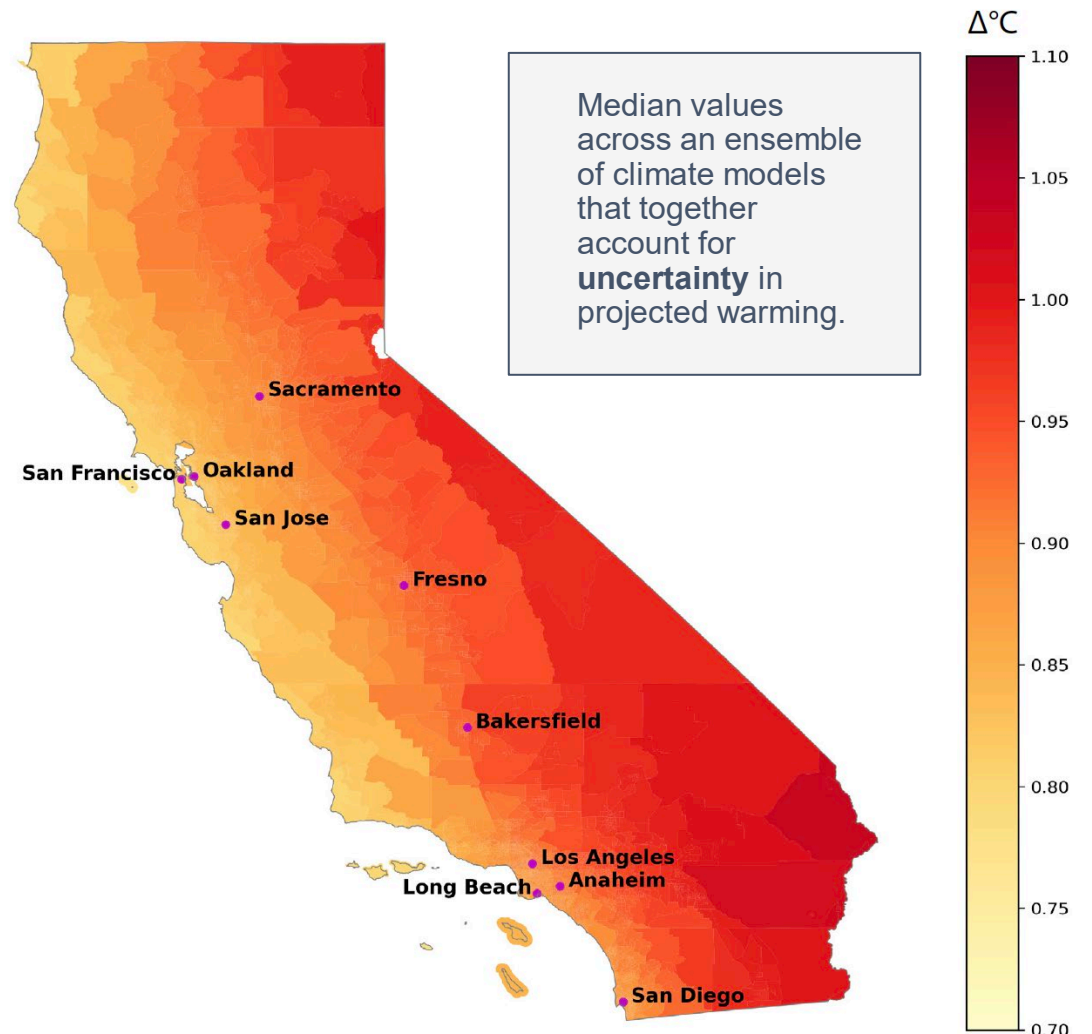 Δ°C
Median values
across an ensemble
of climate models
that together
account for
uncertainty in
projected warming.
1.10
1.05
1.00
0.95
0.90
0.85
0.80
0.75
0.70
Sacramento
San Francisco
Oakland
San Jose
Fresno
Bakersfield
Los Angeles
Anaheim
Long Beach
San Diego